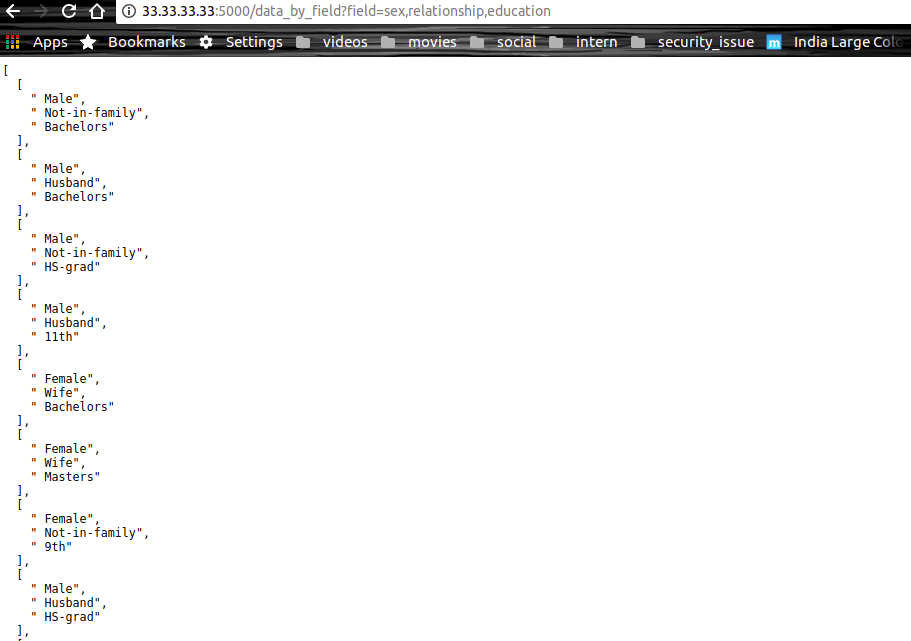 33.33.33.33:5000/data_by_field?field=sex,relationship,education
Apps Bookmarks Settings videos movies social intern security_issue m India Large Colo
[
[
" Male",
" Not-in-family",
" Bachelors"
],
[
" Male",
" Husband",
" Bachelors"
],
[
" Male",
" Not-in-family",
" HS-grad"
],
[
" Male",
" Husband",
" 11th"
],
[
" Female",
" Wife",
" Bachelors"
],
[
" Female",
" Wife",
" Masters"
],
[
" Female",
" Not-in-family",
" 9th"
],
[
" Male",
" Husband",
" HS-grad"
],
[